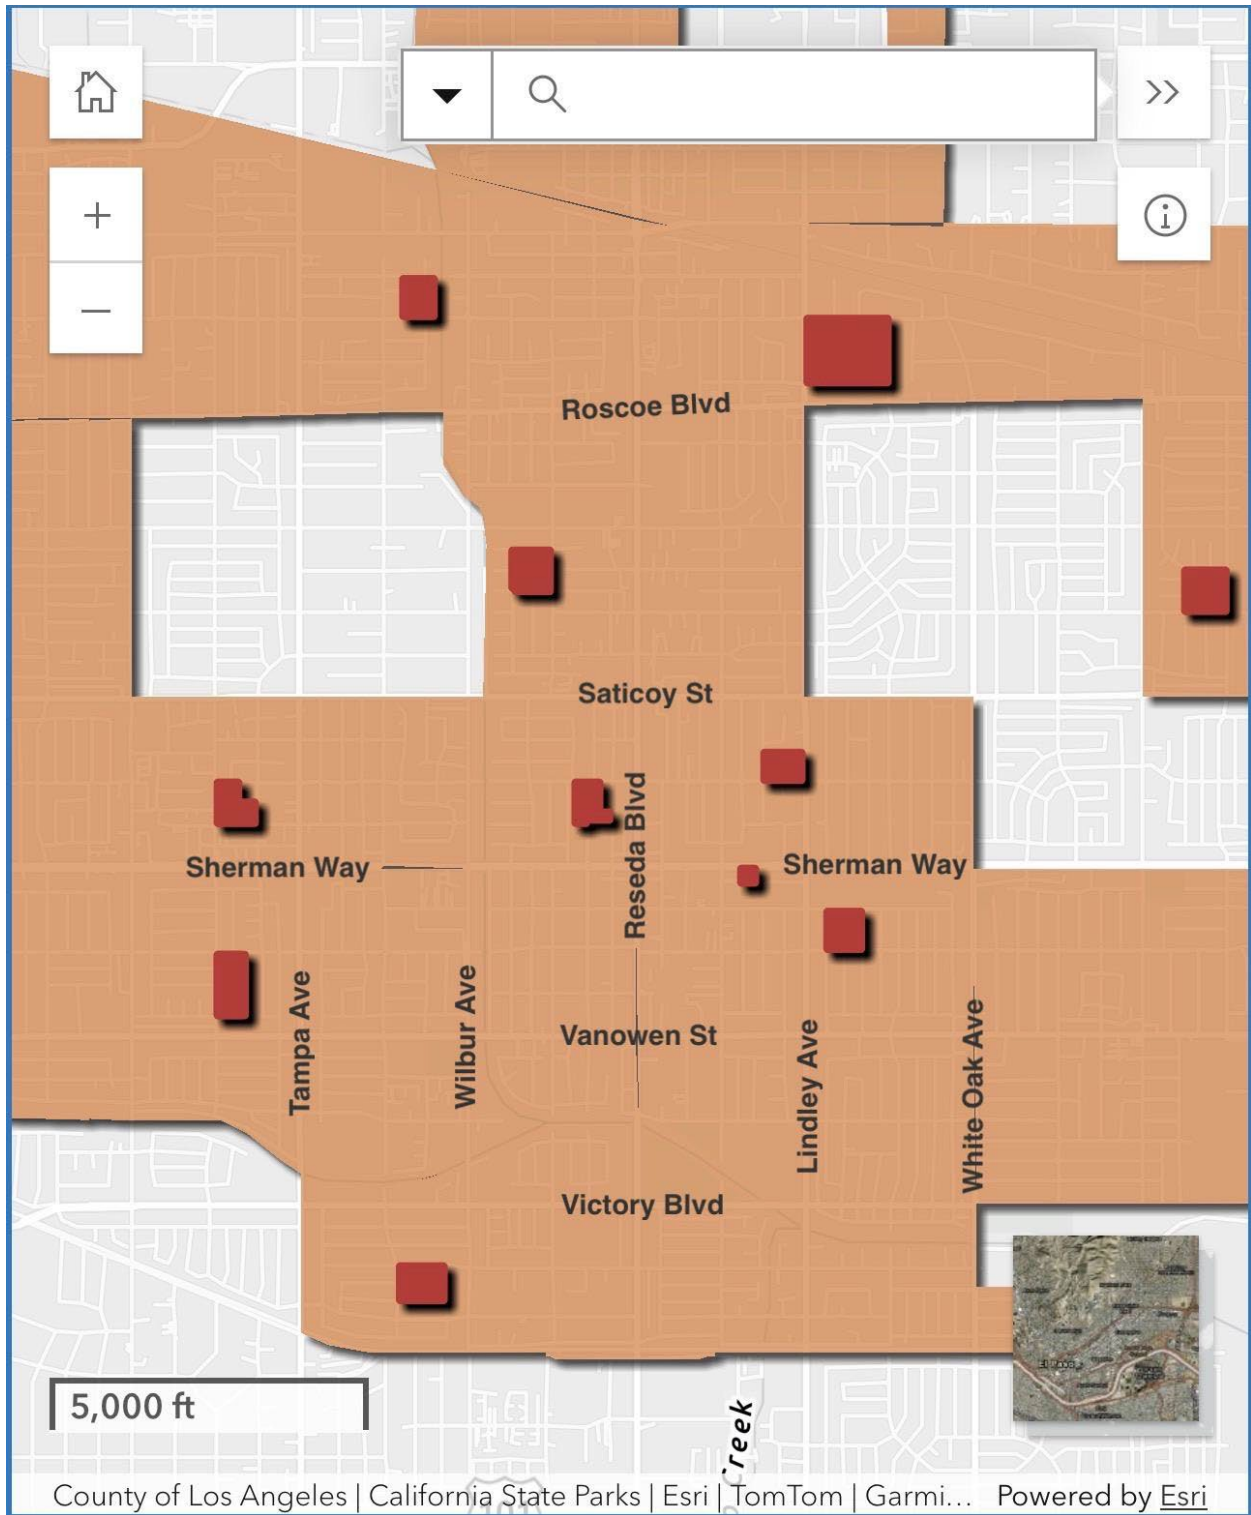 Roscoe Blvd
Saticoy St
Reseda Blvd
Sherman Way
Sherman Way
Tampa Ave
Wilbur Ave
Vanowen St
Lindley Ave
White Oak Ave
Victory Blvd
5,000 ft
Creek
101
County of Los Angeles | California State Parks | Esri | TomTom | Garmi... Powered by Esri